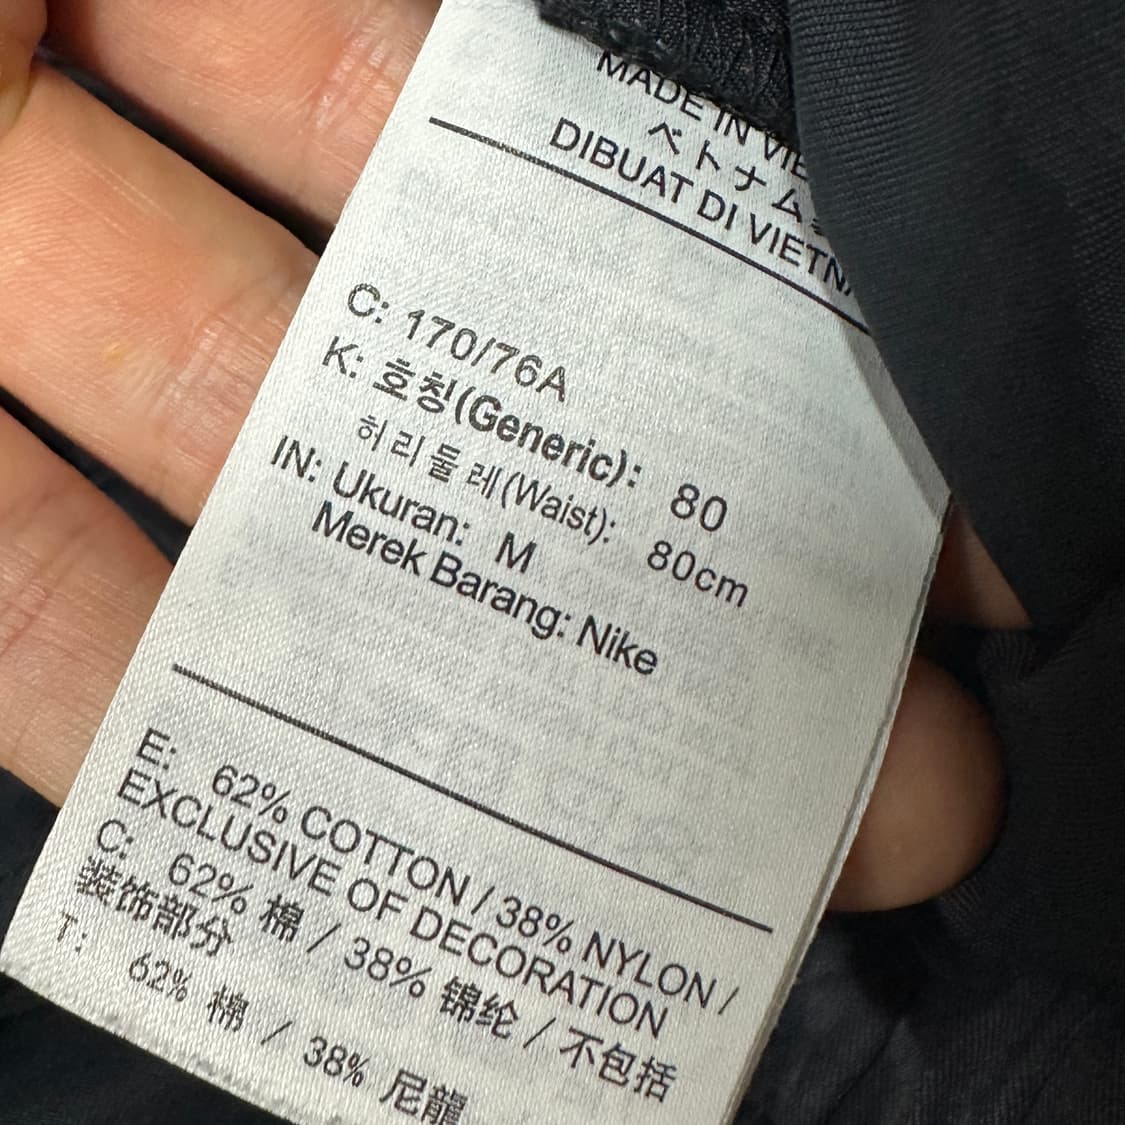 MADE IN
ベトナム
DIBUAT DI
C: 170/76A
K: 호칭(Generic): 80
허리둘레(Waist): 80cm
IN: Ukuran: M
Merek Barang: Nike
E: 62% COTTON / 38% NYLON /
EXCLUSIVE OF DECORATION
C: 62% 棉 / 38% 锦纶 / 不包括
装饰部分
T: 62% 棉 / 38% 尼龍